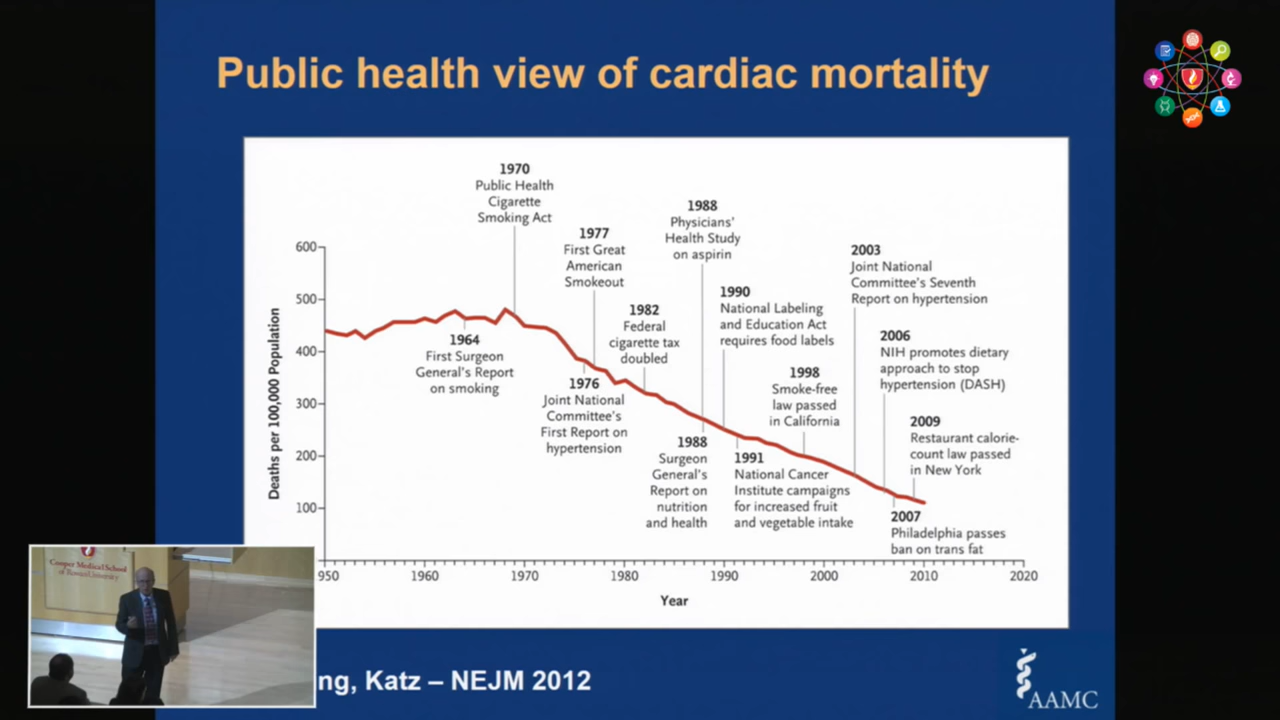 Public health view of cardiac mortality
1970
Public Health
Cigarette
Smoking Act
1977
First Great
American
Smokeout
1982
Federal
cigarette tax
doubled
1988
Physicians'
Health Study
on aspirin
1990
National Labeling
and Education Act
requires food labels
1998
Smoke-free
law passed
in California
2003
Joint National
Committee's Seventh
Report on hypertension
2006
NIH promotes dietary
approach to stop
hypertension (DASH)
2009
Restaurant calorie-
count law passed
in New York
1964
First Surgeon
General's Report
on smoking
1976
Joint National
Committee's
First Report on
hypertension
1988
Surgeon
General's
Report on
nutrition
and health
1991
National Cancer
Institute campaigns
for increased fruit
and vegetable intake
2007
Philadelphia passes
ban on trans fat
Deaths per 100,000 Population
600
500
400
300
200
100
950 1960 1970 1980 1990 2000 2010 2020
Year
Cooper Medical School
of Rowan University
ng, Katz – NEJM 2012
AAMC